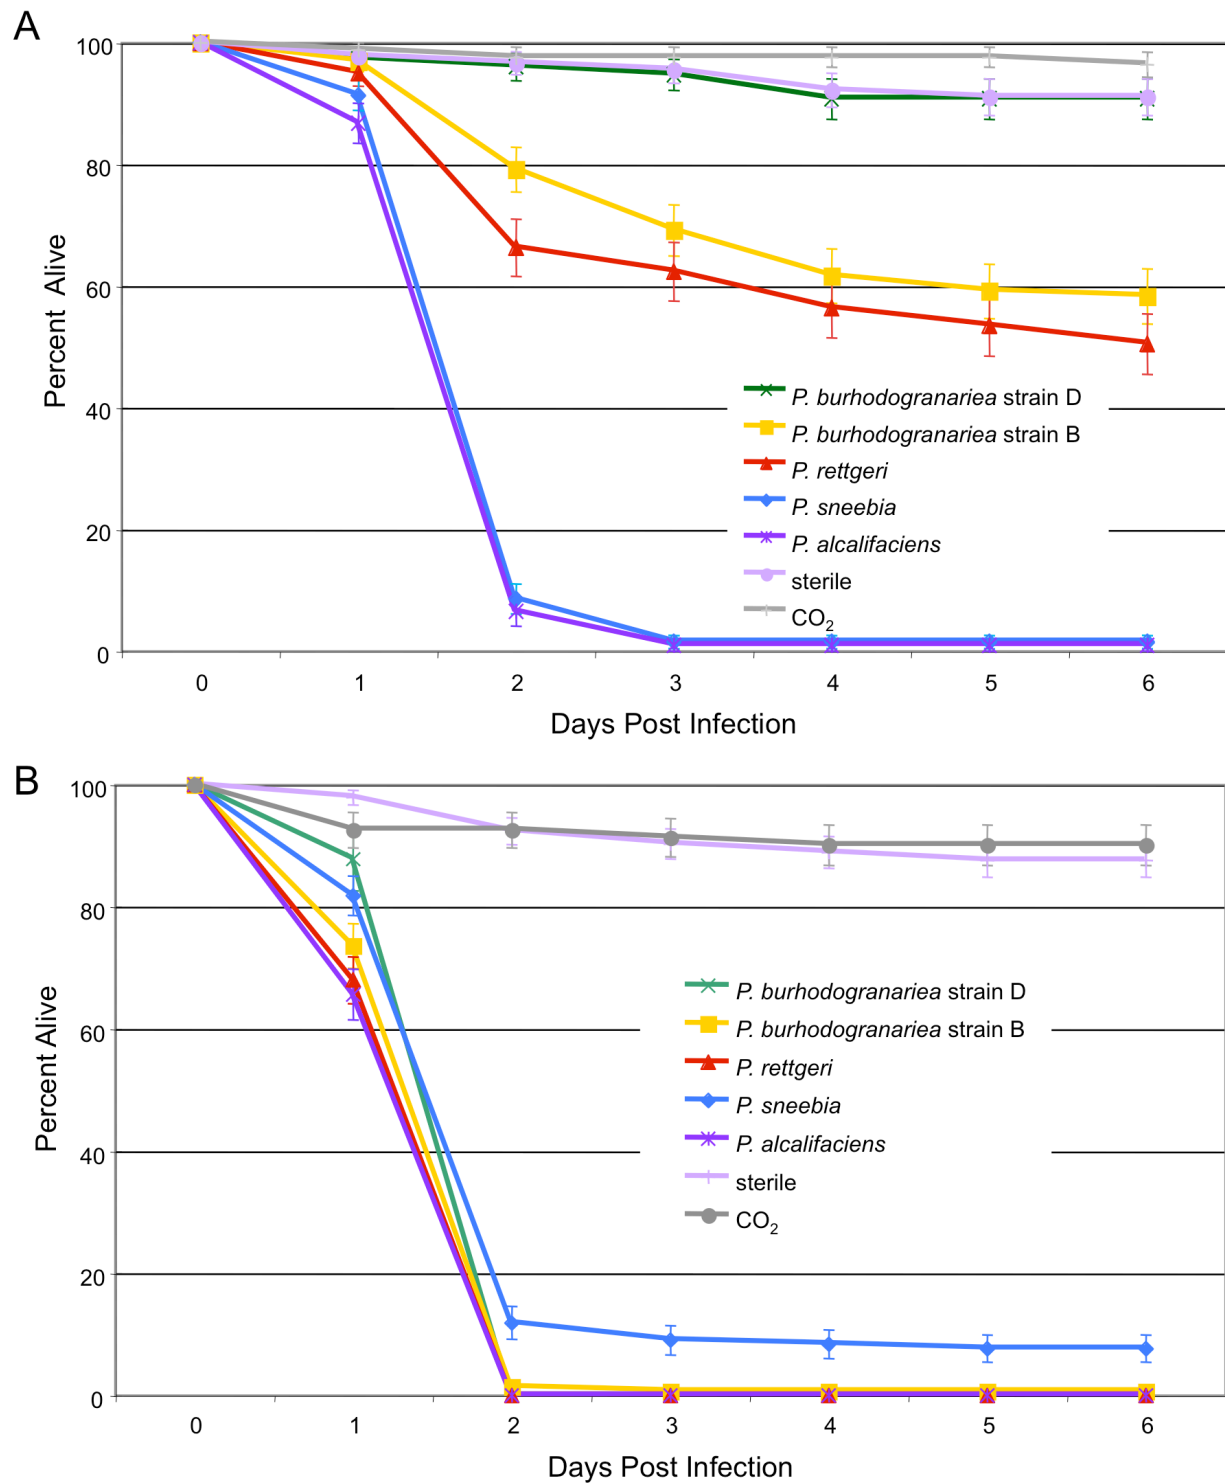 A
100
80
60
40
20
0
Percent Alive
P. burhodogranariea strain D
P. burhodogranariea strain B
P. rettgeri
P. sneebia
P. alcalifaciens
sterile
CO2
0 1 2 3 4 5 6
Days Post Infection
B
100
80
60
40
20
0
Percent Alive
P. burhodogranariea strain D
P. burhodogranariea strain B
P. rettgeri
P. sneebia
P. alcalifaciens
sterile
CO2
0 1 2 3 4 5 6
Days Post Infection